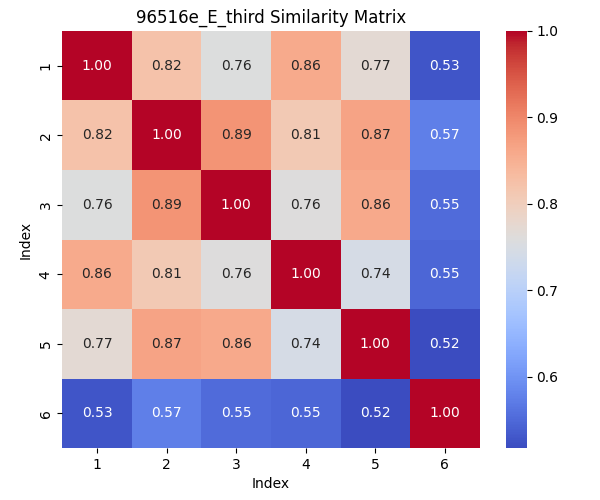 96516e_E_third Similarity Matrix
1 1.00 0.82 0.76 0.86 0.77 0.53
2 0.82 1.00 0.89 0.81 0.87 0.57
3 0.76 0.89 1.00 0.76 0.86 0.55
4 0.86 0.81 0.76 1.00 0.74 0.55
5 0.77 0.87 0.86 0.74 1.00 0.52
6 0.53 0.57 0.55 0.55 0.52 1.00
1 2 3 4 5 6
Index
Index
1.0
0.9
0.8
0.7
0.6